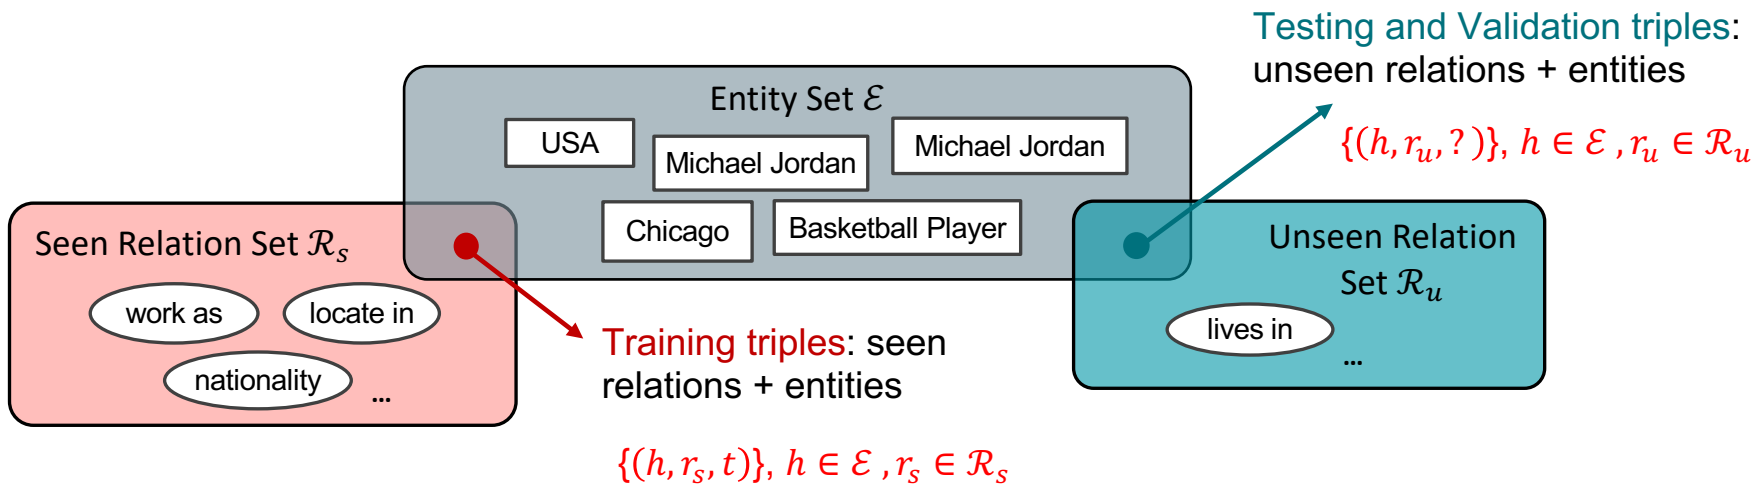 Testing and Validation triples:
unseen relations + entities
{(h, r_u, ? )}, h ∈ ℰ , r_u ∈ ℛ_u
Entity Set ℰ
USA
Michael Jordan
Michael Jordan
Chicago
Basketball Player
Seen Relation Set ℛ_s
work as
locate in
nationality
...
Unseen Relation
Set ℛ_u
lives in
...
Training triples: seen
relations + entities
{(h, r_s, t)}, h ∈ ℰ , r_s ∈ ℛ_s